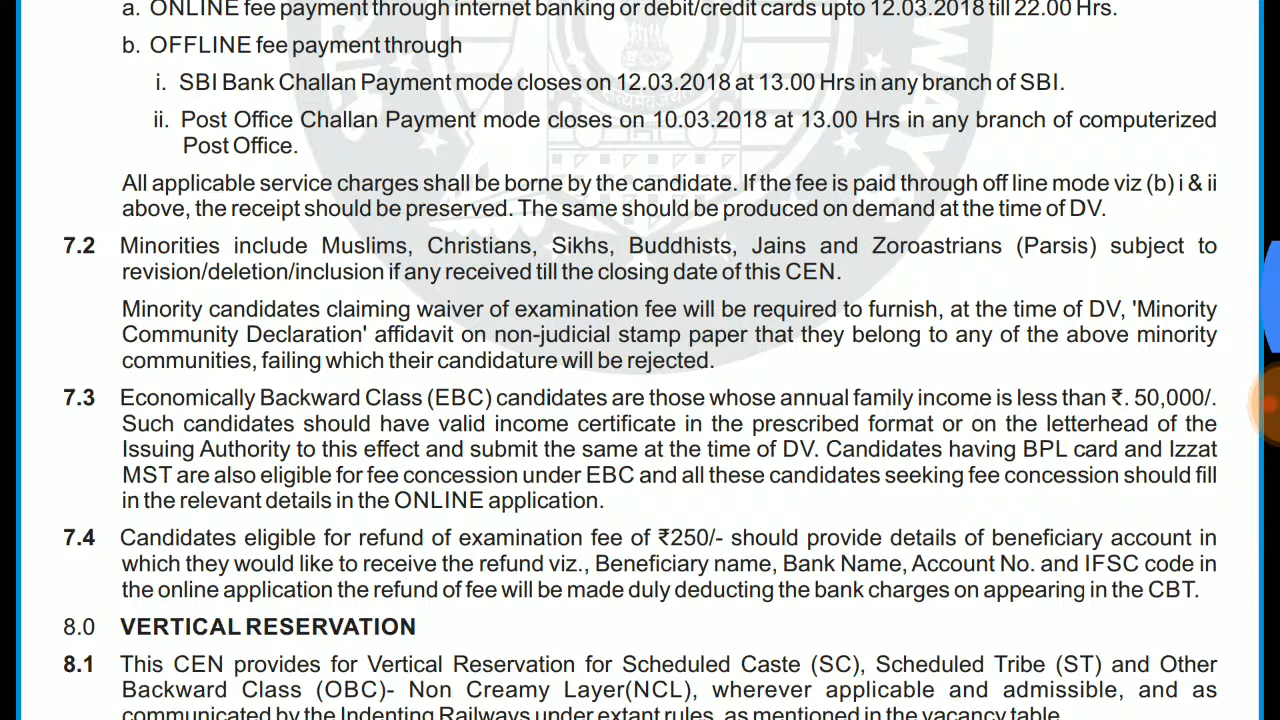 a. ONLINE fee payment through internet banking or debit/credit cards upto 12.03.2018 till 22.00 Hrs.
b. OFFLINE fee payment through
i. SBI Bank Challan Payment mode closes on 12.03.2018 at 13.00 Hrs in any branch of SBI.
ii. Post Office Challan Payment mode closes on 10.03.2018 at 13.00 Hrs in any branch of computerized
Post Office.
All applicable service charges shall be borne by the candidate. If the fee is paid through off line mode viz (b) i & ii
above, the receipt should be preserved. The same should be produced on demand at the time of DV.
7.2 Minorities include Muslims, Christians, Sikhs, Buddhists, Jains and Zoroastrians (Parsis) subject to
revision/deletion/inclusion if any received till the closing date of this CEN.
Minority candidates claiming waiver of examination fee will be required to furnish, at the time of DV, 'Minority
Community Declaration' affidavit on non-judicial stamp paper that they belong to any of the above minority
communities, failing which their candidature will be rejected.
7.3 Economically Backward Class (EBC) candidates are those whose annual family income is less than ₹. 50,000/.
Such candidates should have valid income certificate in the prescribed format or on the letterhead of the
Issuing Authority to this effect and submit the same at the time of DV. Candidates having BPL card and Izzat
MST are also eligible for fee concession under EBC and all these candidates seeking fee concession should fill
in the relevant details in the ONLINE application.
7.4 Candidates eligible for refund of examination fee of ₹250/- should provide details of beneficiary account in
which they would like to receive the refund viz., Beneficiary name, Bank Name, Account No. and IFSC code in
the online application the refund of fee will be made duly deducting the bank charges on appearing in the CBT.
8.0 VERTICAL RESERVATION
8.1 This CEN provides for Vertical Reservation for Scheduled Caste (SC), Scheduled Tribe (ST) and Other
Backward Class (OBC)- Non Creamy Layer(NCL), wherever applicable and admissible, and as
communicated by the Indenting Railways under extant rules, as mentioned in the vacancy table.